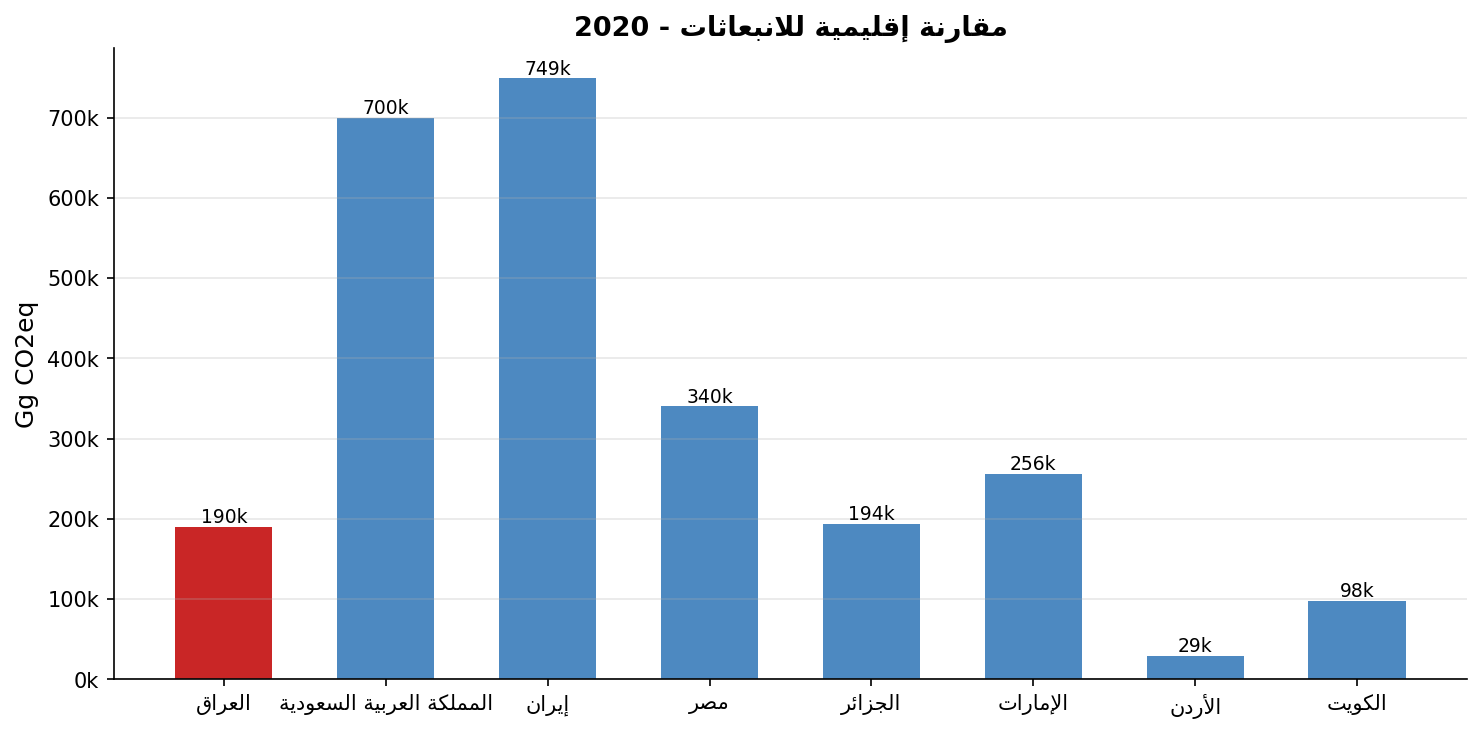 مقارنة إقليمية للانبعاثات - 2020
Gg CO2eq
700k
600k
500k
400k
300k
200k
100k
0k
190k
700k
749k
340k
194k
256k
29k
98k
العراق
المملكة العربية السعودية
إيران
مصر
الجزائر
الإمارات
الأردن
الكويت